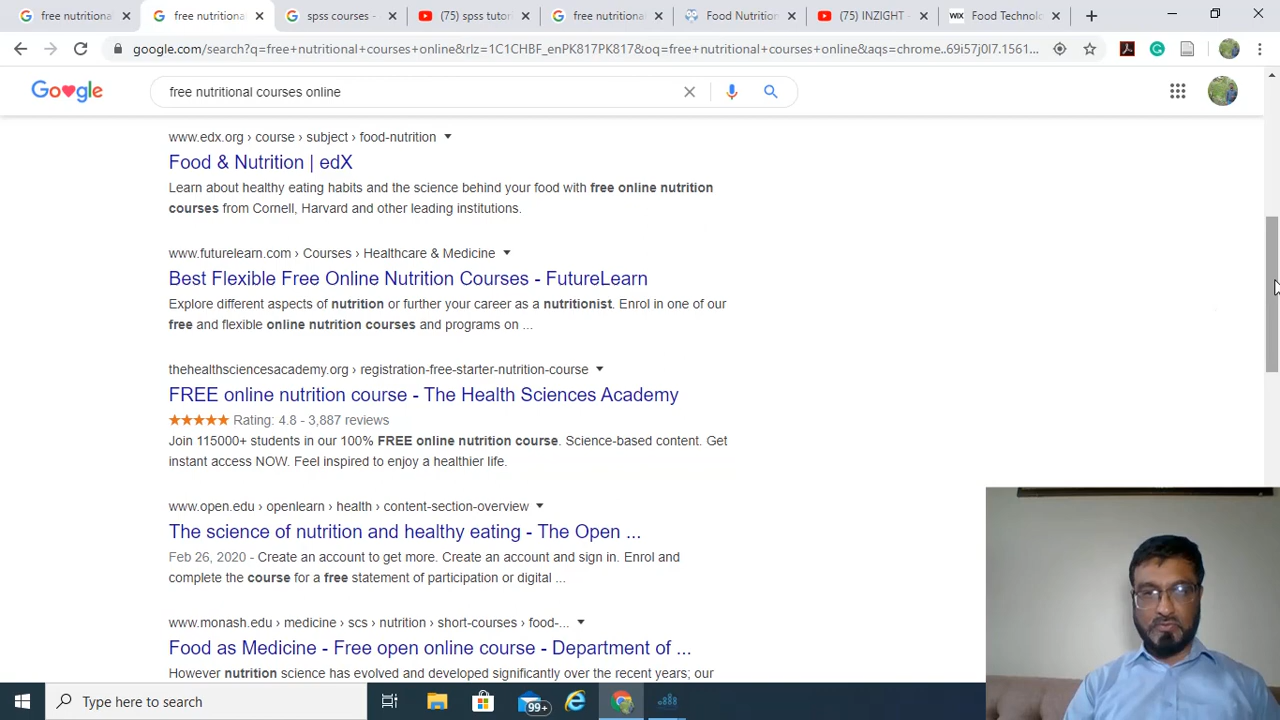 free nutritional
free nutritional
spss courses -
(75) spss tutor
free nutritional
Food Nutrition
(75) INZIGHT -
WIX
Food Technolo
google.com/search?q=free+nutritional+courses+online&rlz=1C1CHBF_enPK817PK817&oq=free+nutritional+courses+online&aqs=chrome..69i57j0l7.1561...
Google
free nutritional courses online
www.edx.org › course › subject › food-nutrition
Food & Nutrition | edX
Learn about healthy eating habits and the science behind your food with free online nutrition
courses from Cornell, Harvard and other leading institutions.
www.futurelearn.com › Courses › Healthcare & Medicine
Best Flexible Free Online Nutrition Courses - FutureLearn
Explore different aspects of nutrition or further your career as a nutritionist. Enrol in one of our
free and flexible online nutrition courses and programs on ...
thehealthsciencesacademy.org › registration-free-starter-nutrition-course
FREE online nutrition course - The Health Sciences Academy
Rating: 4.8 - 3,887 reviews
Join 115000+ students in our 100% FREE online nutrition course. Science-based content. Get
instant access NOW. Feel inspired to enjoy a healthier life.
www.open.edu › openlearn › health › content-section-overview
The science of nutrition and healthy eating - The Open ...
Feb 26, 2020 - Create an account to get more. Create an account and sign in. Enrol and
complete the course for a free statement of participation or digital ...
www.monash.edu › medicine › scs › nutrition › short-courses › food-...
Food as Medicine - Free open online course - Department of ...
However nutrition science has evolved and developed significantly over the recent years; our
Type here to search
99+